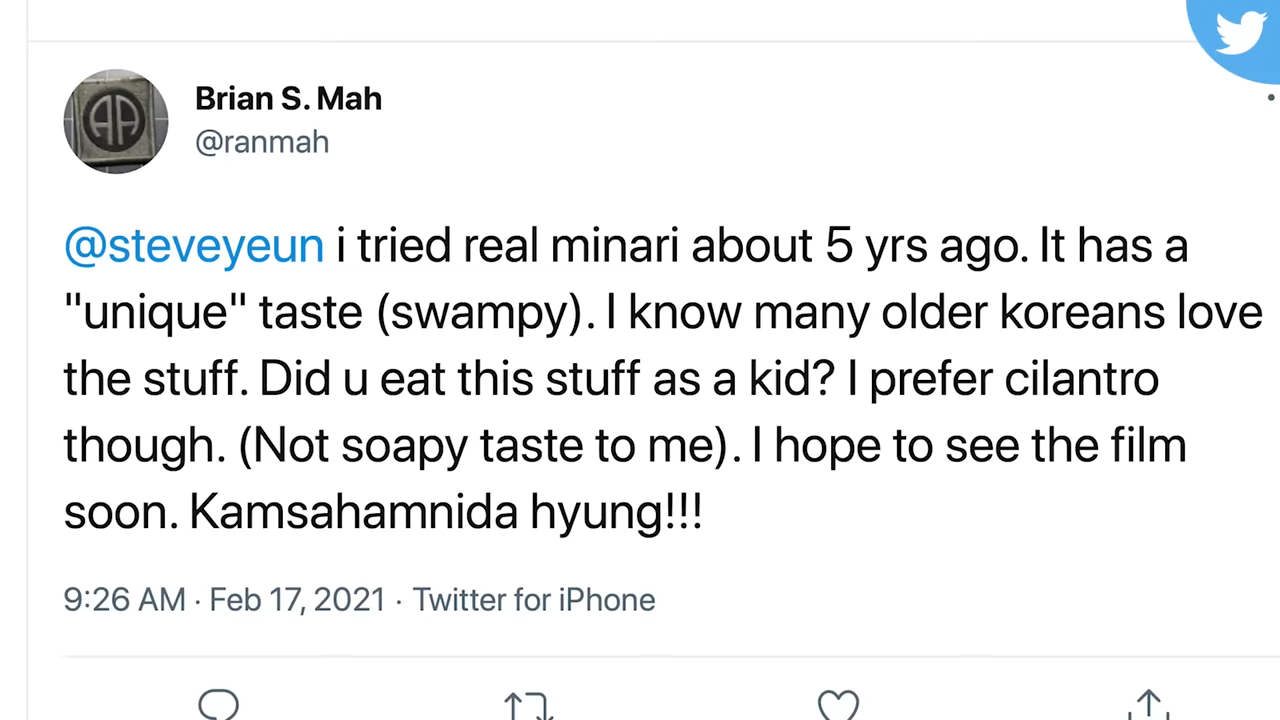 Brian S. Mah
@ranmah
@steveyeun i tried real minari about 5 yrs ago. It has a
"unique" taste (swampy). I know many older koreans love
the stuff. Did u eat this stuff as a kid? I prefer cilantro
though. (Not soapy taste to me). I hope to see the film
soon. Kamsahamnida hyung!!!
9:26 AM · Feb 17, 2021 · Twitter for iPhone